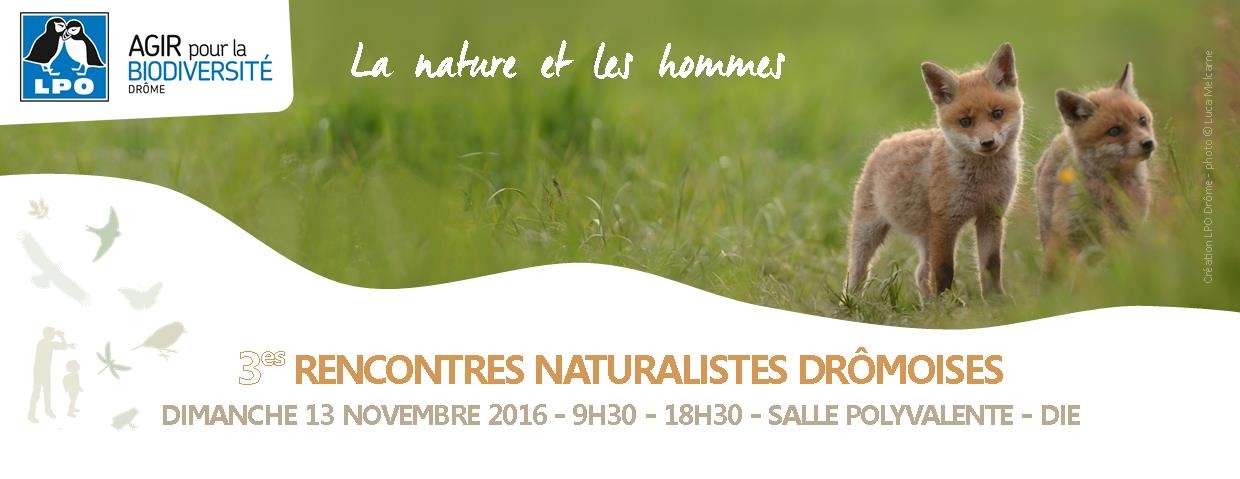 LPO
AGIR pour la
BIODIVERSITÉ
DRÔME
La nature et les hommes
Création LPO Drôme - photo © Luca Melcarne
3es RENCONTRES NATURALISTES DRÔMOISES
DIMANCHE 13 NOVEMBRE 2016 - 9H30 - 18H30 - SALLE POLYVALENTE - DIE